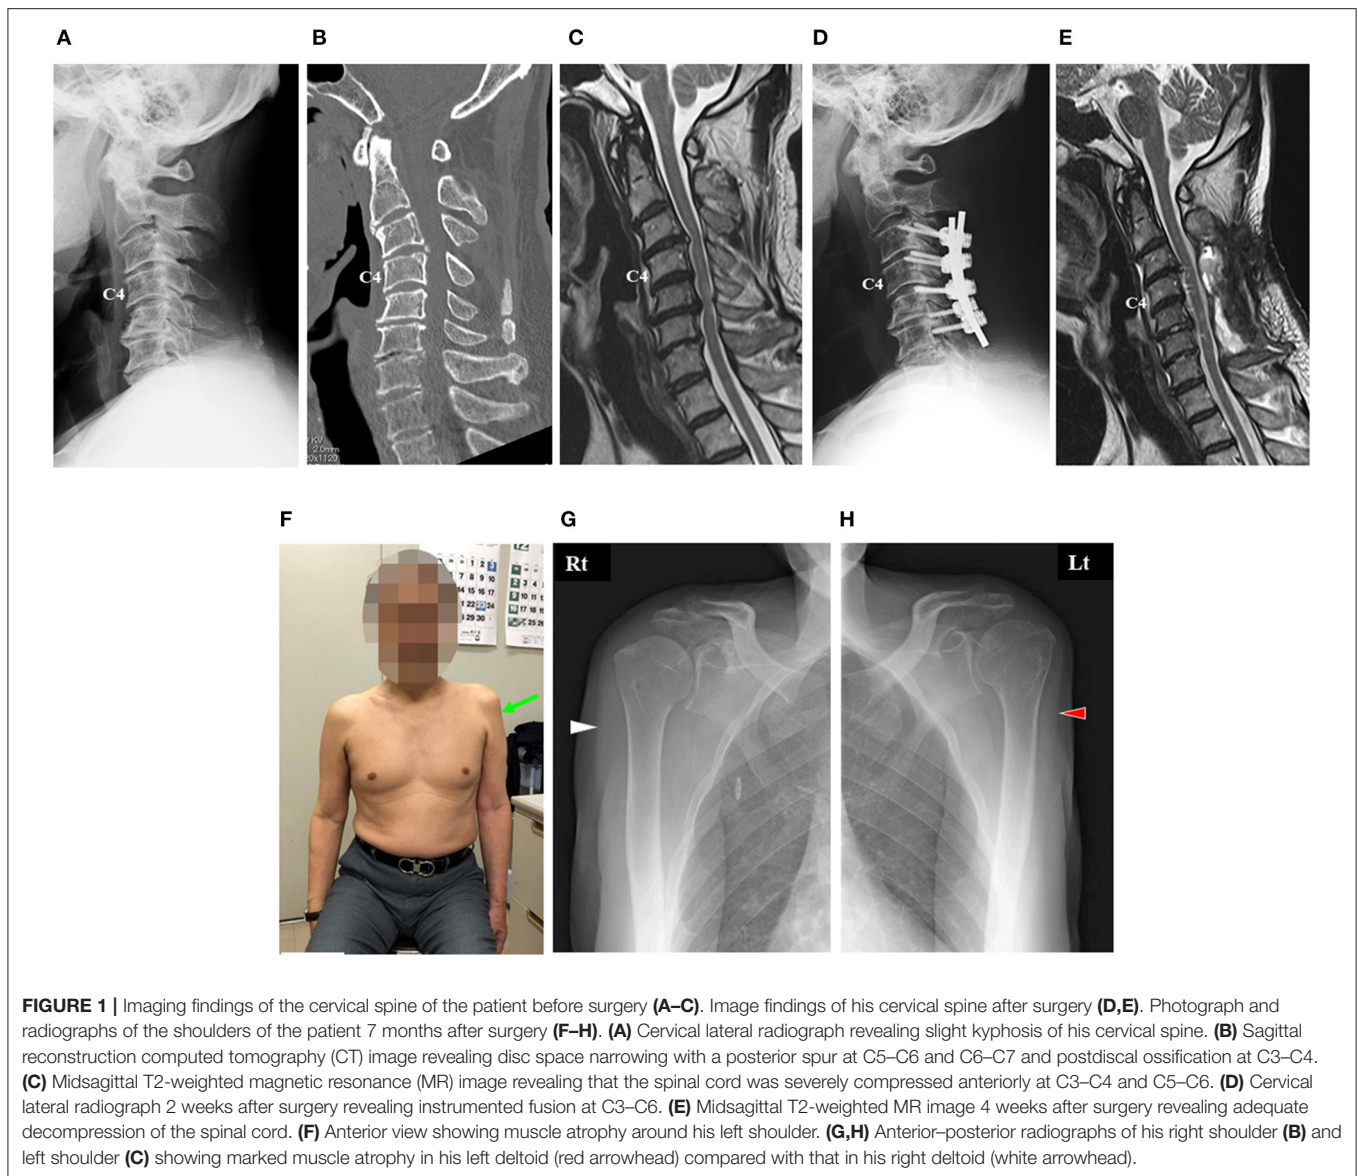 A
B
C
D
E
C4
C4
C4
C4
C4
KV
2.0mm
20x1120
F
G
H
Rt
Lt
FIGURE 1 | Imaging findings of the cervical spine of the patient before surgery (A–C). Image findings of his cervical spine after surgery (D,E). Photograph and
radiographs of the shoulders of the patient 7 months after surgery (F–H). (A) Cervical lateral radiograph revealing slight kyphosis of his cervical spine. (B) Sagittal
reconstruction computed tomography (CT) image revealing disc space narrowing with a posterior spur at C5–C6 and C6–C7 and postdiscal ossification at C3–C4.
(C) Midsagittal T2-weighted magnetic resonance (MR) image revealing that the spinal cord was severely compressed anteriorly at C3–C4 and C5–C6. (D) Cervical
lateral radiograph 2 weeks after surgery revealing instrumented fusion at C3–C6. (E) Midsagittal T2-weighted MR image 4 weeks after surgery revealing adequate
decompression of the spinal cord. (F) Anterior view showing muscle atrophy around his left shoulder. (G,H) Anterior–posterior radiographs of his right shoulder (B) and
left shoulder (C) showing marked muscle atrophy in his left deltoid (red arrowhead) compared with that in his right deltoid (white arrowhead).